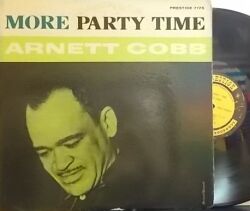 PRESTIGE 7175
MORE PARTY TIME
ARNETT COBB